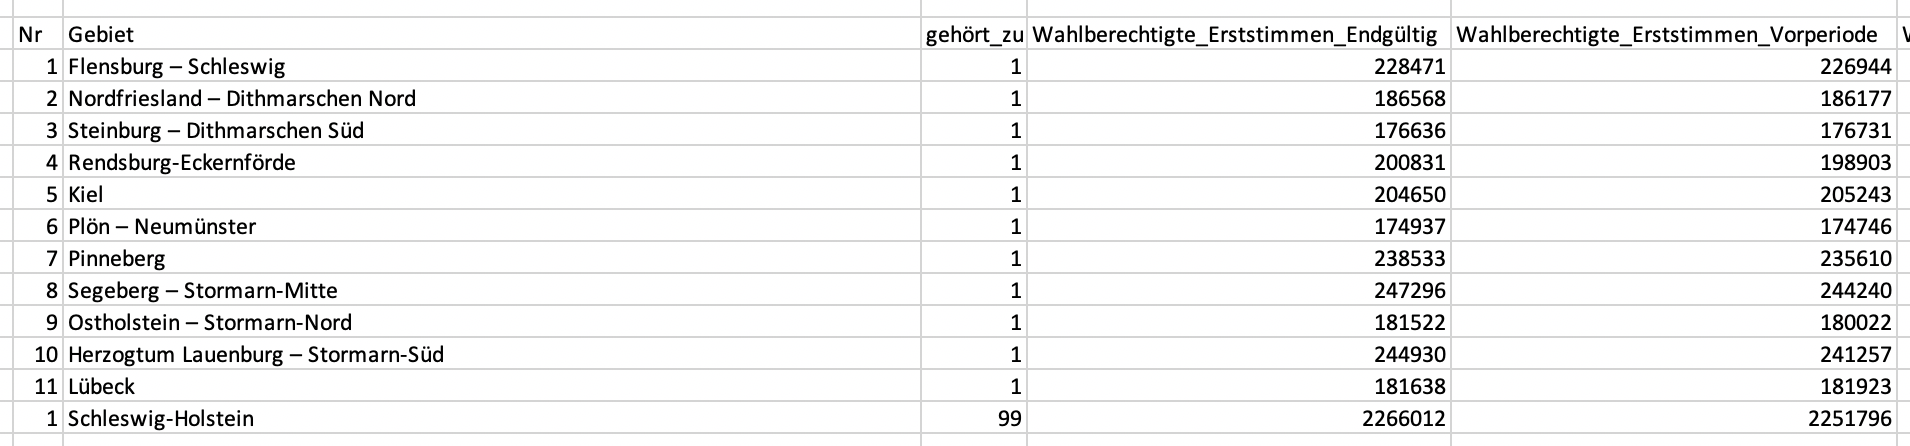 Nr Gebiet gehört_zu Wahlberechtigte_Erststimmen_Endgültig Wahlberechtigte_Erststimmen_Vorperiode
1 Flensburg – Schleswig 1 228471 226944
2 Nordfriesland – Dithmarschen Nord 1 186568 186177
3 Steinburg – Dithmarschen Süd 1 176636 176731
4 Rendsburg-Eckernförde 1 200831 198903
5 Kiel 1 204650 205243
6 Plön – Neumünster 1 174937 174746
7 Pinneberg 1 238533 235610
8 Segeberg – Stormarn-Mitte 1 247296 244240
9 Ostholstein – Stormarn-Nord 1 181522 180022
10 Herzogtum Lauenburg – Stormarn-Süd 1 244930 241257
11 Lübeck 1 181638 181923
1 Schleswig-Holstein 99 2266012 2251796